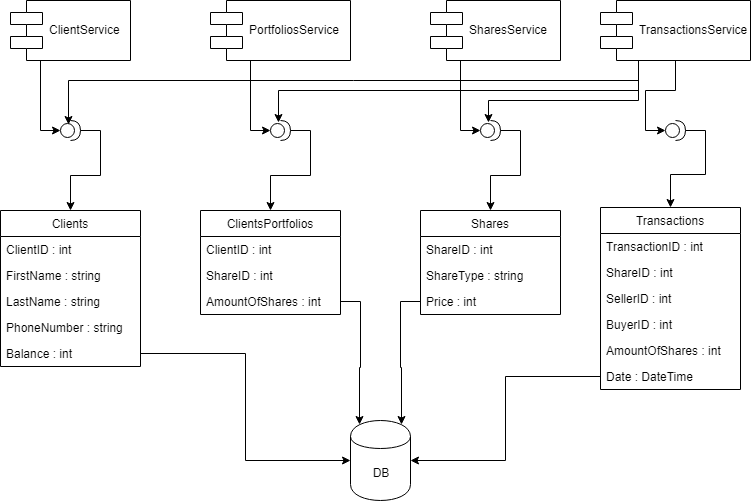 ClientService
PortfoliosService
SharesService
TransactionsService
Clients
ClientID : int
FirstName : string
LastName : string
PhoneNumber : string
Balance : int
ClientsPortfolios
ClientID : int
ShareID : int
AmountOfShares : int
Shares
ShareID : int
ShareType : string
Price : int
Transactions
TransactionID : int
ShareID : int
SellerID : int
BuyerID : int
AmountOfShares : int
Date : DateTime
DB